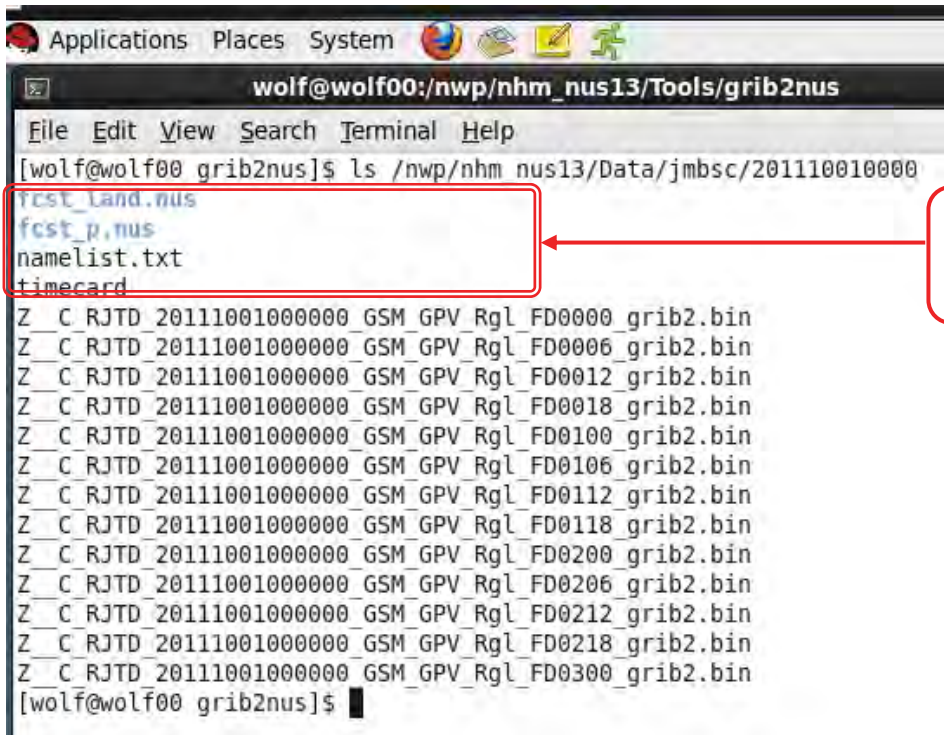 Applications Places System
wolf@wolf00:/nwp/nhm_nus13/Tools/grib2nus
File Edit View Search Terminal Help
[wolf@wolf00 grib2nus]$ ls /nwp/nhm_nus13/Data/jmbsc/201110010000
fcst_land.nus
fcst_p.nus
namelist.txt
timecard
Z__C_RJTD_20111001000000_GSM_GPV_Rgl_FD0000_grib2.bin
Z__C_RJTD_20111001000000_GSM_GPV_Rgl_FD0006_grib2.bin
Z__C_RJTD_20111001000000_GSM_GPV_Rgl_FD0012_grib2.bin
Z__C_RJTD_20111001000000_GSM_GPV_Rgl_FD0018_grib2.bin
Z__C_RJTD_20111001000000_GSM_GPV_Rgl_FD0100_grib2.bin
Z__C_RJTD_20111001000000_GSM_GPV_Rgl_FD0106_grib2.bin
Z__C_RJTD_20111001000000_GSM_GPV_Rgl_FD0112_grib2.bin
Z__C_RJTD_20111001000000_GSM_GPV_Rgl_FD0118_grib2.bin
Z__C_RJTD_20111001000000_GSM_GPV_Rgl_FD0200_grib2.bin
Z__C_RJTD_20111001000000_GSM_GPV_Rgl_FD0206_grib2.bin
Z__C_RJTD_20111001000000_GSM_GPV_Rgl_FD0212_grib2.bin
Z__C_RJTD_20111001000000_GSM_GPV_Rgl_FD0218_grib2.bin
Z__C_RJTD_20111001000000_GSM_GPV_Rgl_FD0300_grib2.bin
[wolf@wolf00 grib2nus]$